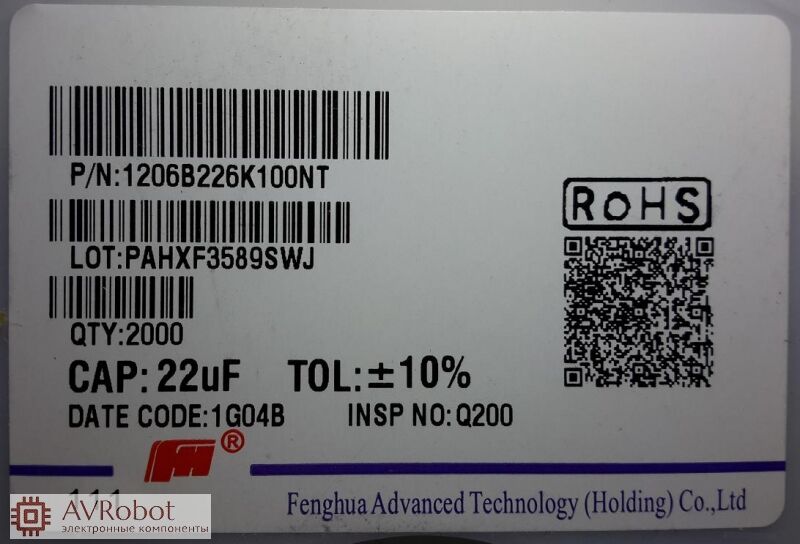 P/N:1206B226K100NT
RoHS
LOT:PAHXF3589SWJ
QTY:2000
CAP: 22uF TOL:±10%
DATE CODE:1G04B INSP NO:Q200
FH®
Fenghua Advanced Technology (Holding) Co.,Ltd
AVRobot
электронные компоненты